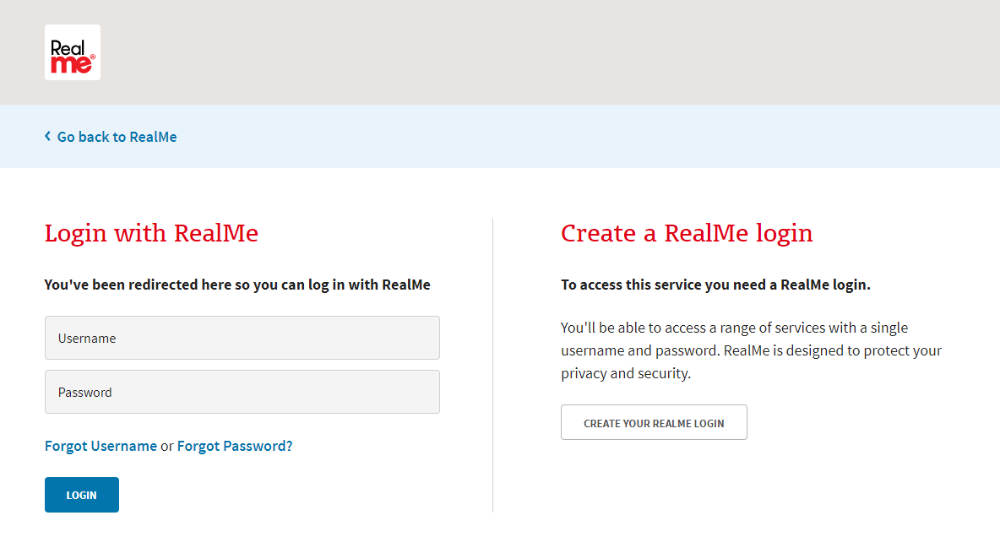 Real
me®
Go back to RealMe
Login with RealMe
You've been redirected here so you can log in with RealMe
Username
Password
Forgot Username or Forgot Password?
LOGIN
Create a RealMe login
To access this service you need a RealMe login.
You'll be able to access a range of services with a single
username and password. RealMe is designed to protect your
privacy and security.
CREATE YOUR REALME LOGIN